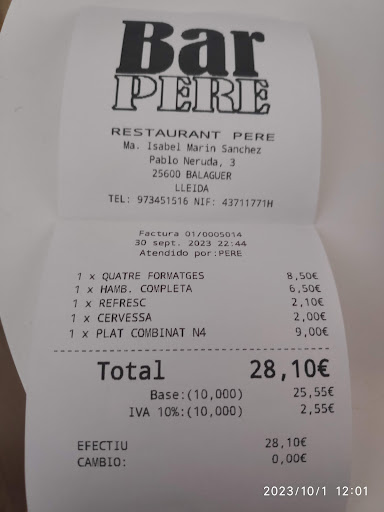 Bar
PERE
RESTAURANT PERE
Ma. Isabel Marin Sanchez
Pablo Neruda, 3
25600 BALAGUER
LLEIDA
TEL: 973451516 NIF: 43711771H
Factura 01/0005014
30 sept. 2023 22:44
Atendido por:PERE
1 x QUATRE FORMATGES 8,50€
1 x HAMB. COMPLETA 6,50€
1 x REFRESC 2,10€
1 x CERVESSA 2,00€
1 x PLAT COMBINAT N4 9,00€
Total 28,10€
Base:(10,000) 25,55€
IVA 10%:(10,000) 2,55€
EFECTIU 28,10€
CAMBIO: 0,00€
2023/10/1 12:01